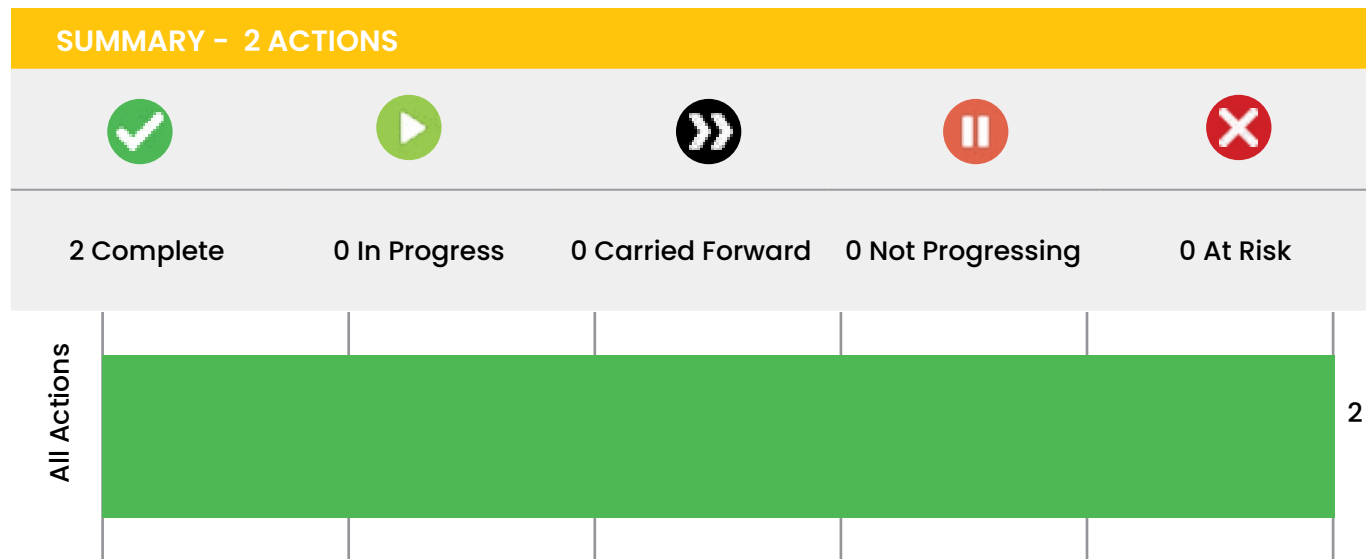 SUMMARY - 2 ACTIONS
2 Complete
0 In Progress
0 Carried Forward
0 Not Progressing
0 At Risk
All Actions
2